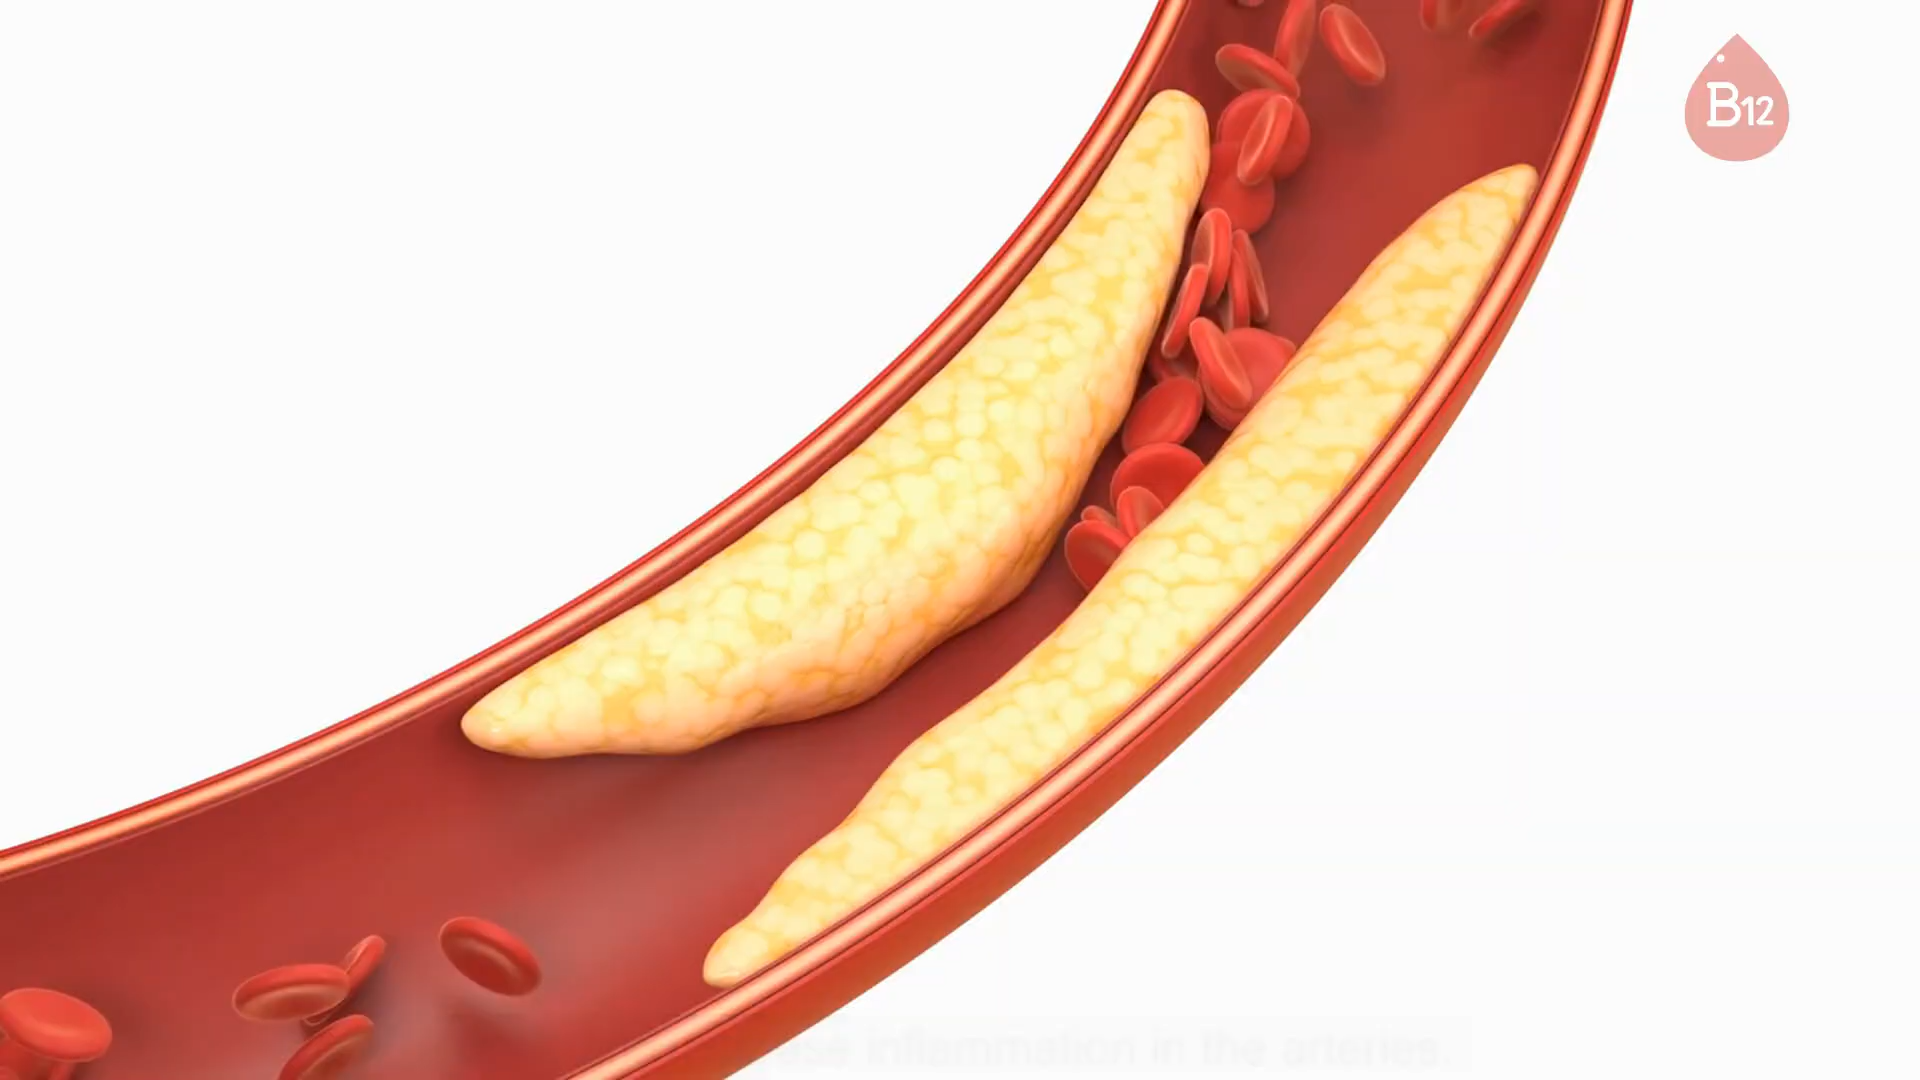 B12
inflammation in the arteries.